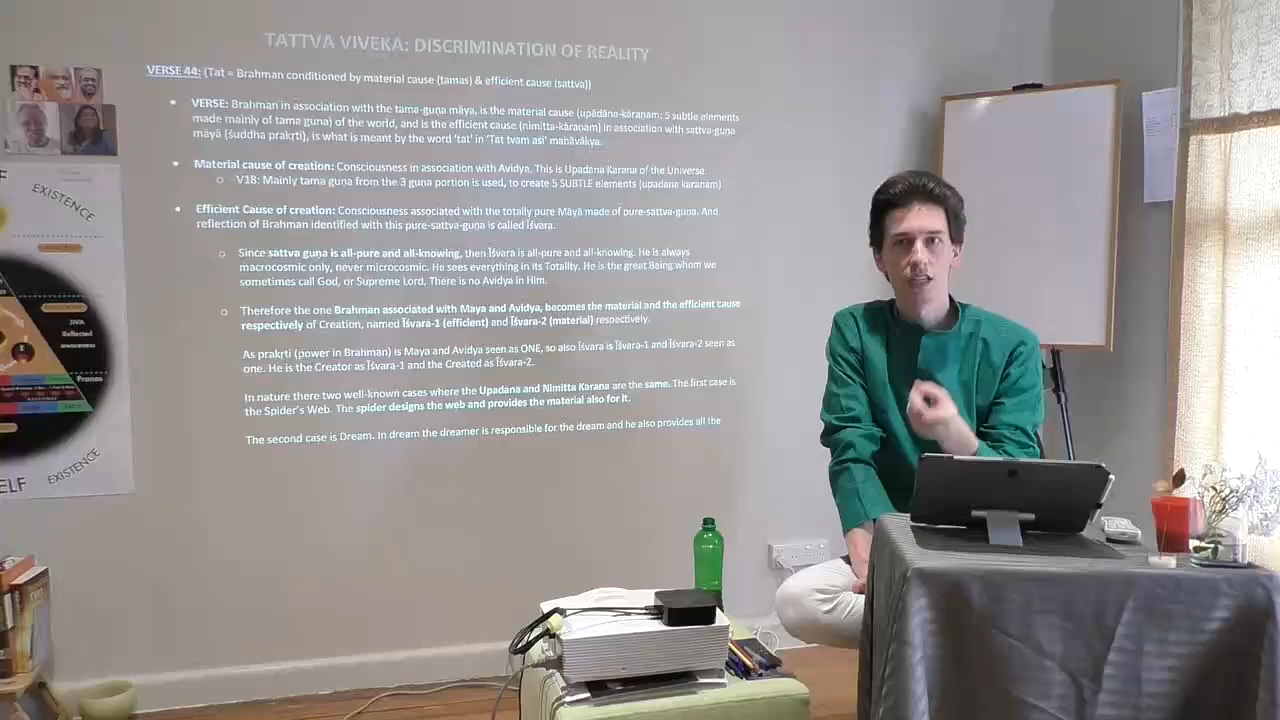 TATTVA VIVEKA: DISCRIMINATION OF REALITY
VERSE 44: (Tat = Brahman conditioned by material cause (tamas) & efficient cause (sattva))
• VERSE: Brahman in association with the tama-guṇa māya, is the material cause (upādāna-kāraṇam; 5 subtle elements
made mainly of tama guna) of the world, and is the efficient cause (nimitta-kāraṇam) in association with sattva-guṇa
māyā (śuddha prakṛti), is what is meant by the word 'tat' in 'Tat tvam asi' mahāvākya.
• Material cause of creation: Consciousness in association with Avidya. This is Upadana Karana of the Universe.
o V18: Mainly tama guṇa from the 3 guna portion is used, to create 5 SUBTLE elements (upadana karanam)
• Efficient Cause of creation: Consciousness associated with the totally pure Māyā made of pure-sattva-guṇa. And
reflection of Brahman identified with this pure-sattva-guṇa is called Īśvara.
o Since sattva guṇa is all-pure and all-knowing, then Īśvara is all-pure and all-knowing. He is always
macrocosmic only, never microcosmic. He sees everything in its Totality. He is the great Being whom we
sometimes call God, or Supreme Lord. There is no Avidya in Him.
o Therefore the one Brahman associated with Maya and Avidya, becomes the material and the efficient cause
respectively of Creation, named Īśvara-1 (efficient) and Īśvara-2 (material) respectively.
As prakṛti (power in Brahman) is Maya and Avidya seen as ONE, so also Īśvara is Īśvara-1 and Īśvara-2 seen as
one. He is the Creator as Īśvara-1 and the Created as Īśvara-2.
In nature there two well-known cases where the Upadana and Nimitta Karana are the same. The first case is
the Spider's Web. The spider designs the web and provides the material also for it.
The second case is Dream. In dream the dreamer is responsible for the dream and he also provides all the
EXISTENCE
JIVA
Reflected
Pranas
EXISTENCE